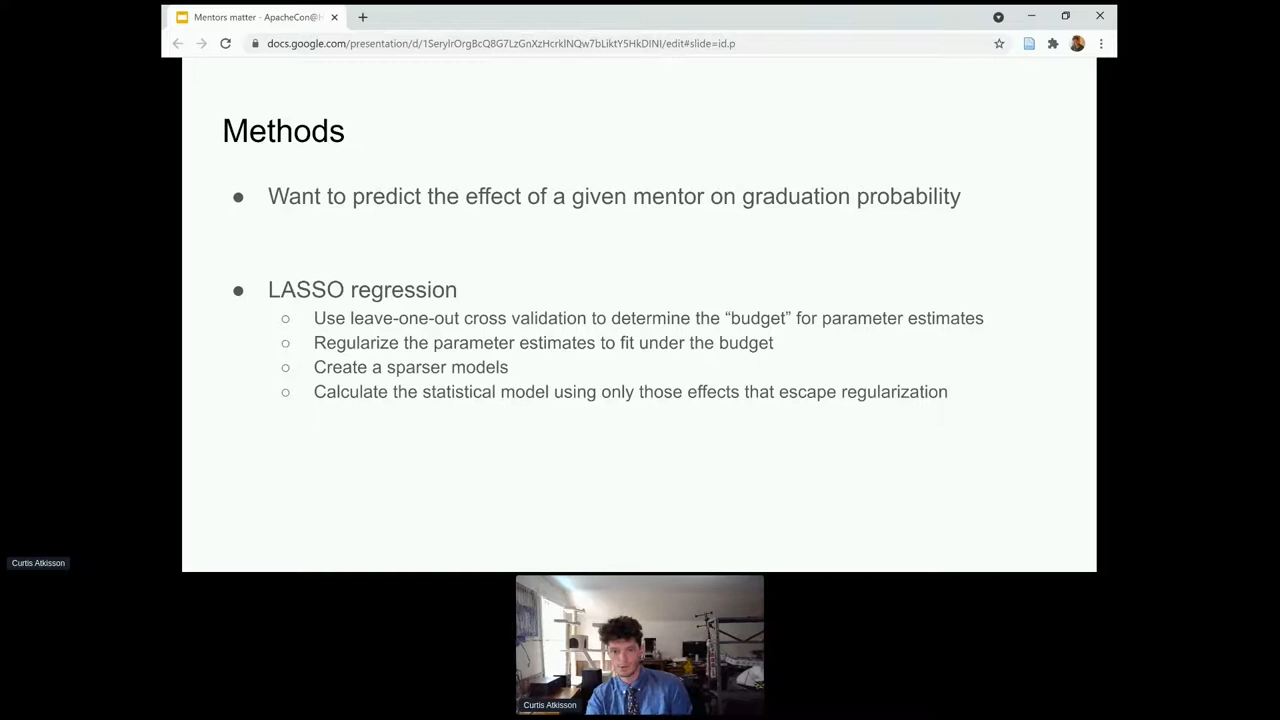 Mentors matter - ApacheCon@H
docs.google.com/presentation/d/1SerylrOrgBcQ8G7LzGnXzHcrklNQw7bLiktY5HkDINI/edit#slide=id.p
Methods
Want to predict the effect of a given mentor on graduation probability
LASSO regression
Use leave-one-out cross validation to determine the “budget” for parameter estimates
Regularize the parameter estimates to fit under the budget
Create a sparser models
Calculate the statistical model using only those effects that escape regularization
Curtis Atkisson
Curtis Atkisson